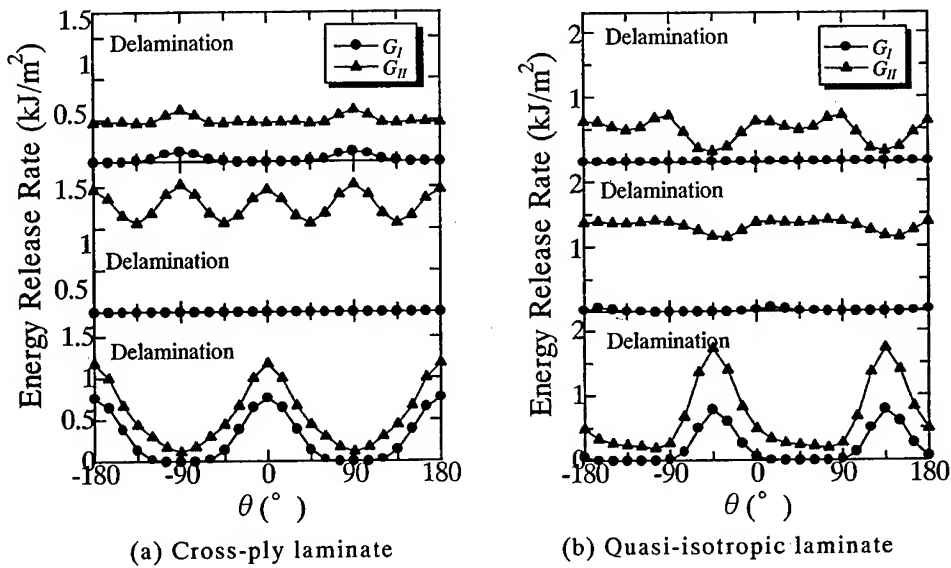 Energy Release Rate (kJ/m²)
1.5
1
0.5
1.5
1
0.5
1.5
1
0.5
0
Delamination
G_I
G_II
Delamination
Delamination
-180 -90 0 90 180
θ (°)
(a) Cross-ply laminate
Energy Release Rate (kJ/m²)
2
1
2
1
2
1
0
Delamination
G_I
G_II
Delamination
Delamination
-180 -90 0 90 180
θ (°)
(b) Quasi-isotropic laminate